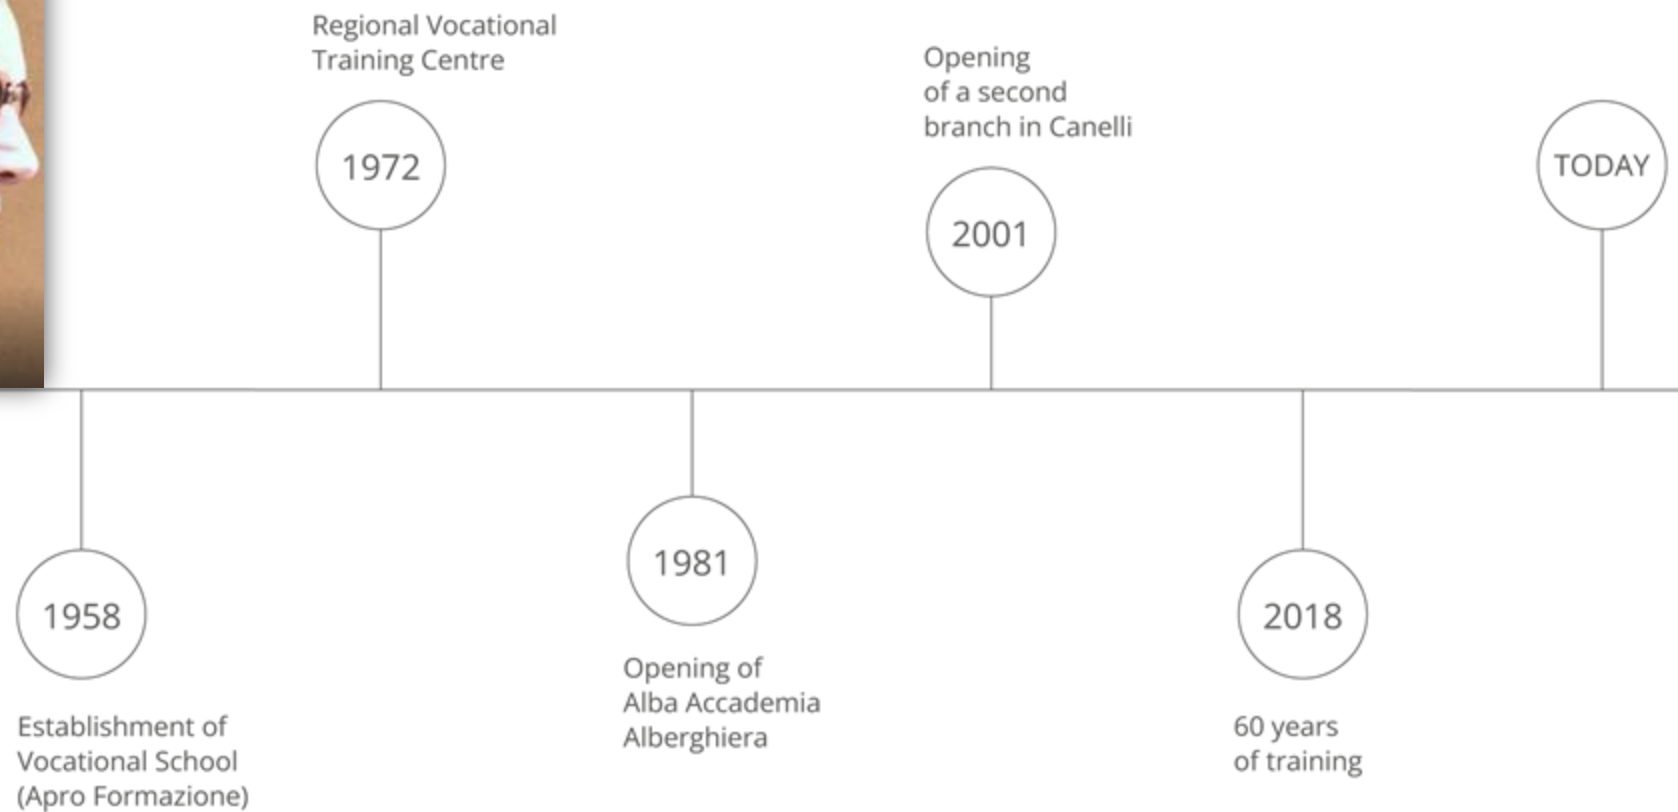 Regional Vocational
Training Centre
1972
Opening
of a second
branch in Canelli
2001
TODAY
1958
Establishment of
Vocational School
(Apro Formazione)
1981
Opening of
Alba Accademia
Alberghiera
2018
60 years
of training